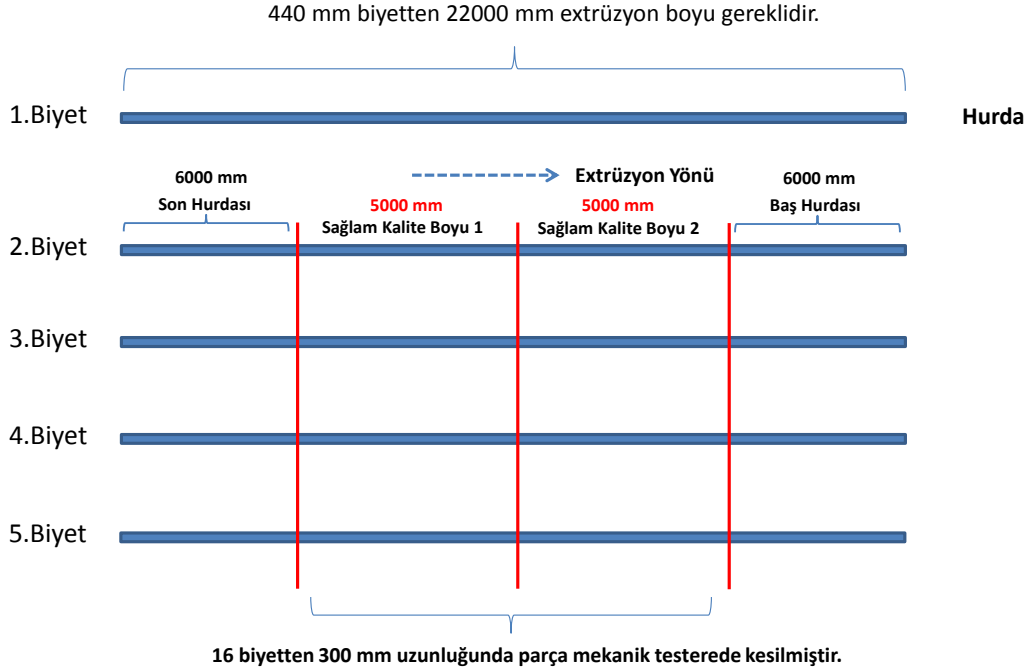 440 mm biyetten 22000 mm extrüzyon boyu gereklidir.
1.Biyet
Hurda
6000 mm
Son Hurdası
Extrüzyon Yönü
6000 mm
Baş Hurdası
5000 mm
Sağlam Kalite Boyu 1
5000 mm
Sağlam Kalite Boyu 2
2.Biyet
3.Biyet
4.Biyet
5.Biyet
16 biyetten 300 mm uzunluğunda parça mekanik testerede kesilmiştir.